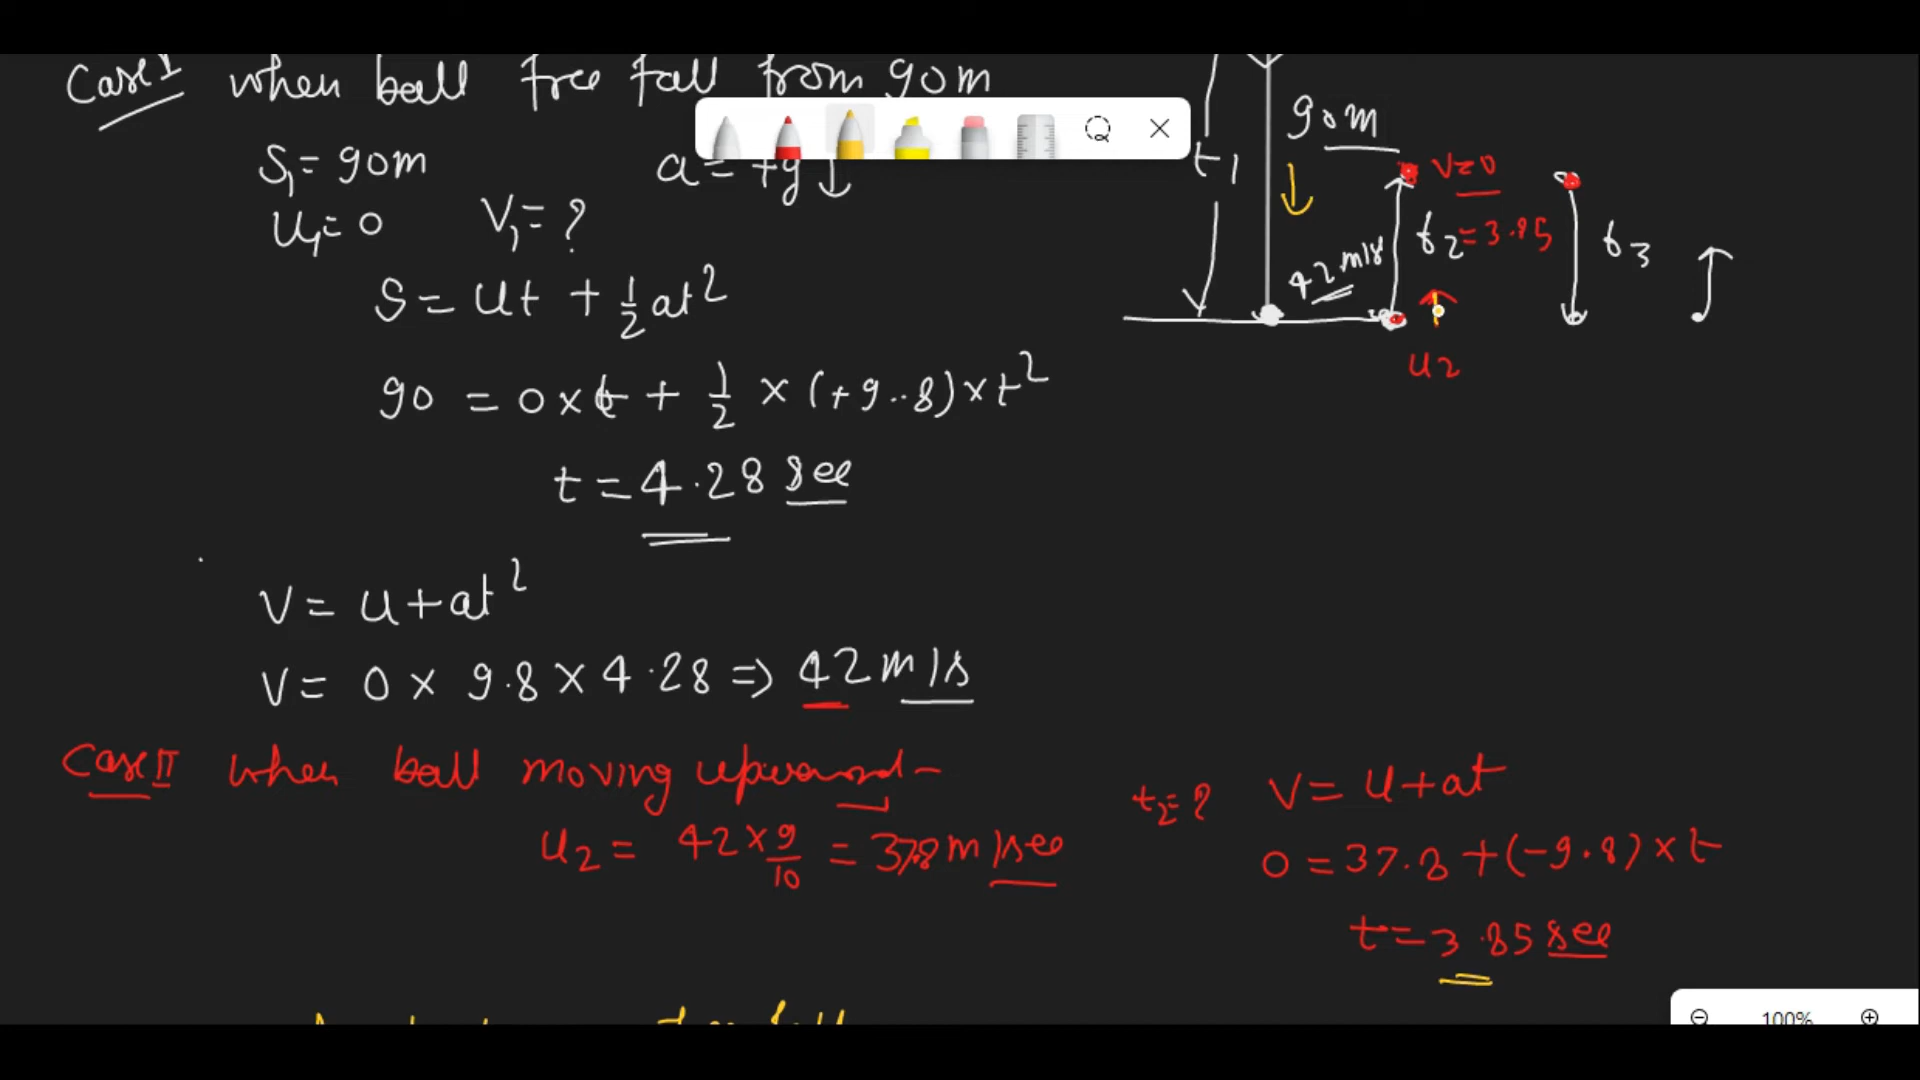 Case I when ball free fall from 90m
S₁ = 90m a = +g ↓
u₁ = 0 V₁ = ?
S = ut + 1/2 at²
90 = 0 × t + 1/2 × (+9..8) × t²
t = 4.28 sec
V = u + at²
V = 0 × 9.8 × 4.28 => 42 m/s
Case II when ball moving upward -
u₂ = 42 × 9/10 = 37.8 m/sec
t₂ = ? V = u + at
0 = 37.8 + (-9.8) × t
t = 3.85 sec
90m
t₁
V=0
t₂ = 3.85
t₃
42 m/s
u₂
100%